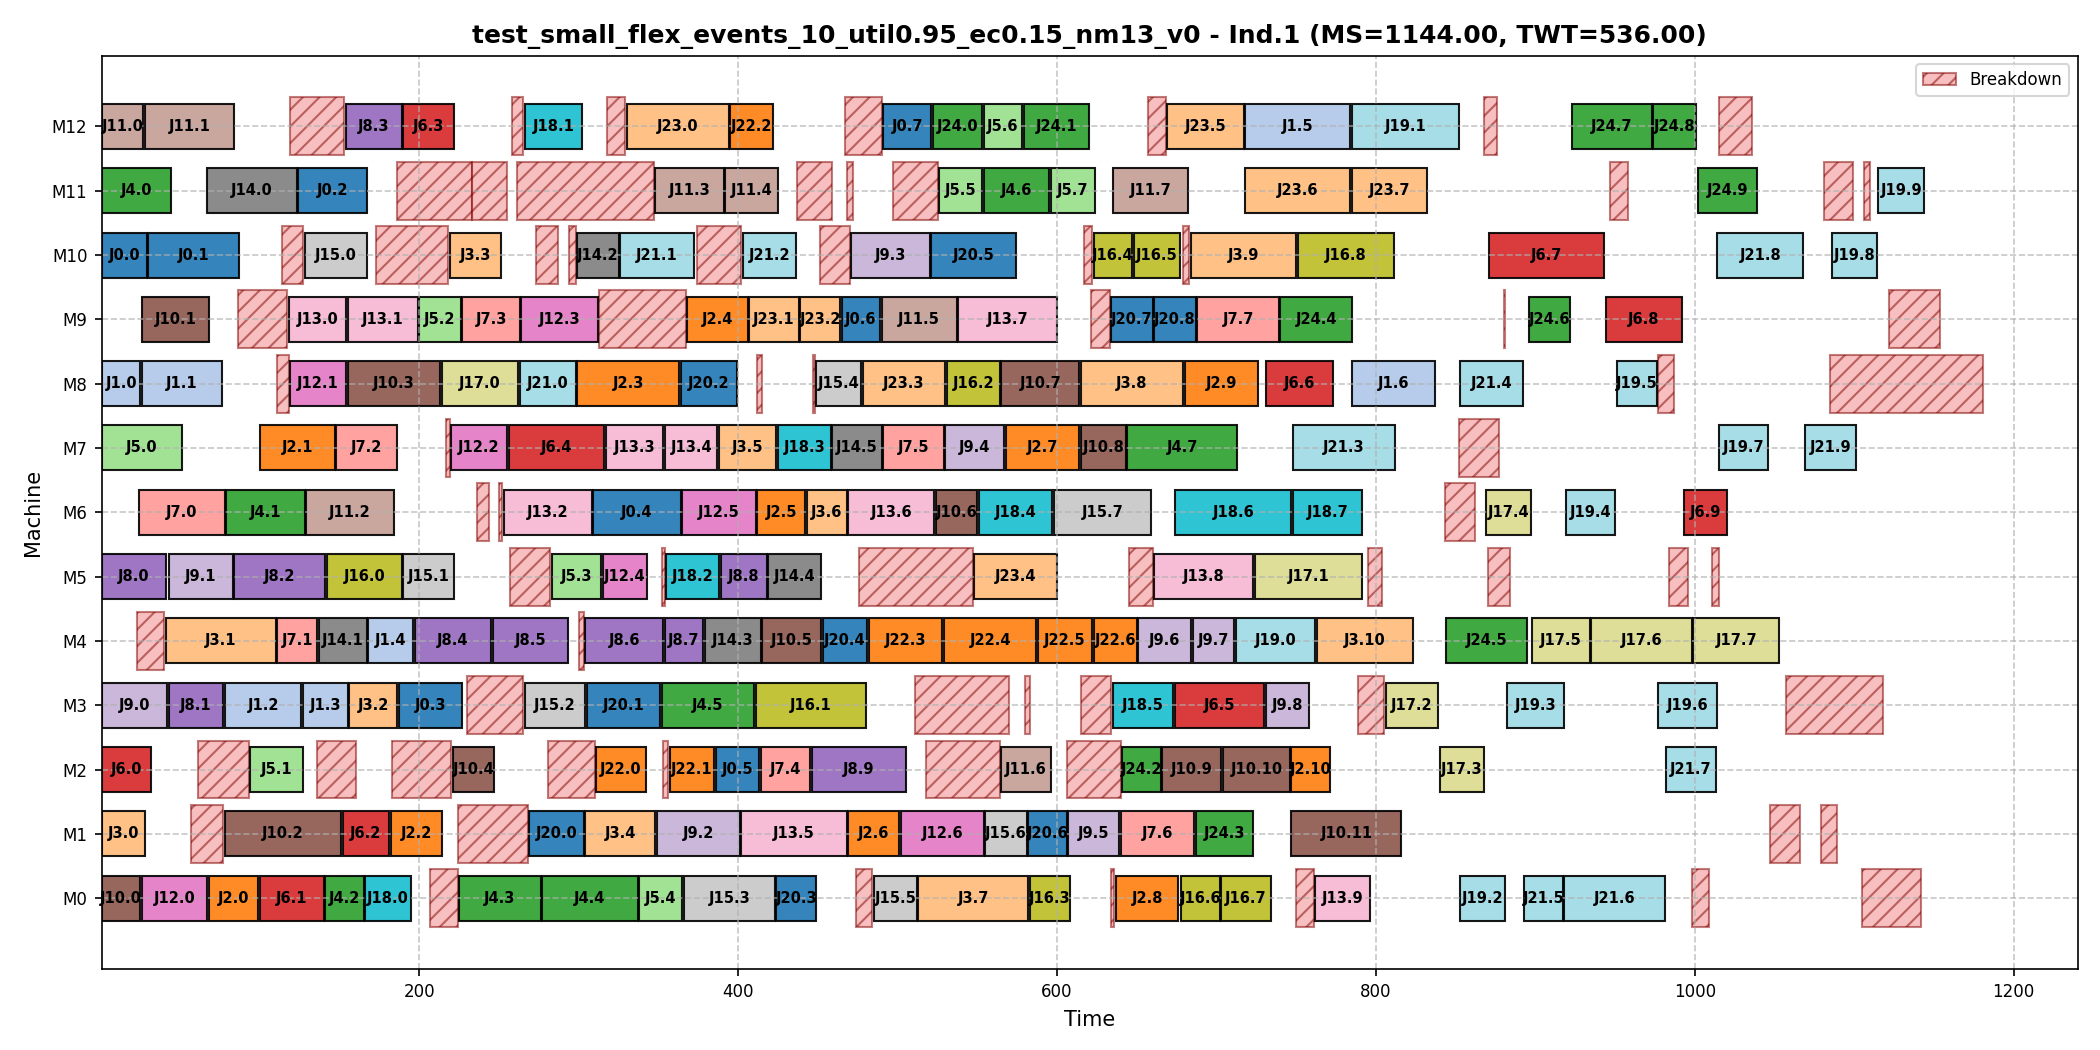 test_small_flex_events_10_util0.95_ec0.15_nm13_v0 - Ind.1 (MS=1144.00, TWT=536.00)
Breakdown
M12 J11.0 J11.1 J8.3 J6.3 J18.1 J23.0 J22.2 J0.7 J24.0 J5.6 J24.1 J23.5 J1.5 J19.1 J24.7 J24.8
M11 J4.0 J14.0 J0.2 J11.3 J11.4 J5.5 J4.6 J5.7 J11.7 J23.6 J23.7 J24.9 J19.9
M10 J0.0 J0.1 J15.0 J3.3 J14.2 J21.1 J21.2 J9.3 J20.5 J16.4 J16.5 J3.9 J16.8 J6.7 J21.8 J19.8
M9 J10.1 J13.0 J13.1 J5.2 J7.3 J12.3 J2.4 J23.1 J23.2 J0.6 J11.5 J13.7 J20.7 J20.8 J7.7 J24.4 J24.6 J6.8
M8 J1.0 J1.1 J12.1 J10.3 J17.0 J21.0 J2.3 J20.2 J15.4 J23.3 J16.2 J10.7 J3.8 J2.9 J6.6 J1.6 J21.4 J19.5
M7 J5.0 J2.1 J7.2 J12.2 J6.4 J13.3 J13.4 J3.5 J18.3 J14.5 J7.5 J9.4 J2.7 J10.8 J4.7 J21.3 J19.7 J21.9
M6 J7.0 J4.1 J11.2 J13.2 J0.4 J12.5 J2.5 J3.6 J13.6 J10.6 J18.4 J15.7 J18.6 J18.7 J17.4 J19.4 J6.9
M5 J8.0 J9.1 J8.2 J16.0 J15.1 J5.3 J12.4 J18.2 J8.8 J14.4 J23.4 J13.8 J17.1
M4 J3.1 J7.1 J14.1 J1.4 J8.4 J8.5 J8.6 J8.7 J14.3 J10.5 J20.4 J22.3 J22.4 J22.5 J22.6 J9.6 J9.7 J19.0 J3.10 J24.5 J17.5 J17.6 J17.7
M3 J9.0 J8.1 J1.2 J1.3 J3.2 J0.3 J15.2 J20.1 J4.5 J16.1 J18.5 J6.5 J9.8 J17.2 J19.3 J19.6
M2 J6.0 J5.1 J10.4 J22.0 J22.1 J0.5 J7.4 J8.9 J11.6 J24.2 J10.9 J10.10 J2.10 J17.3 J21.7
M1 J3.0 J10.2 J6.2 J2.2 J20.0 J3.4 J9.2 J13.5 J2.6 J12.6 J15.6 J20.6 J9.5 J7.6 J24.3 J10.11
M0 J10.0 J12.0 J2.0 J6.1 J4.2 J18.0 J4.3 J4.4 J5.4 J15.3 J20.3 J15.5 J3.7 J16.3 J2.8 J16.6 J16.7 J13.9 J19.2 J21.5 J21.6
Machine
200 400 600 800 1000 1200
Time